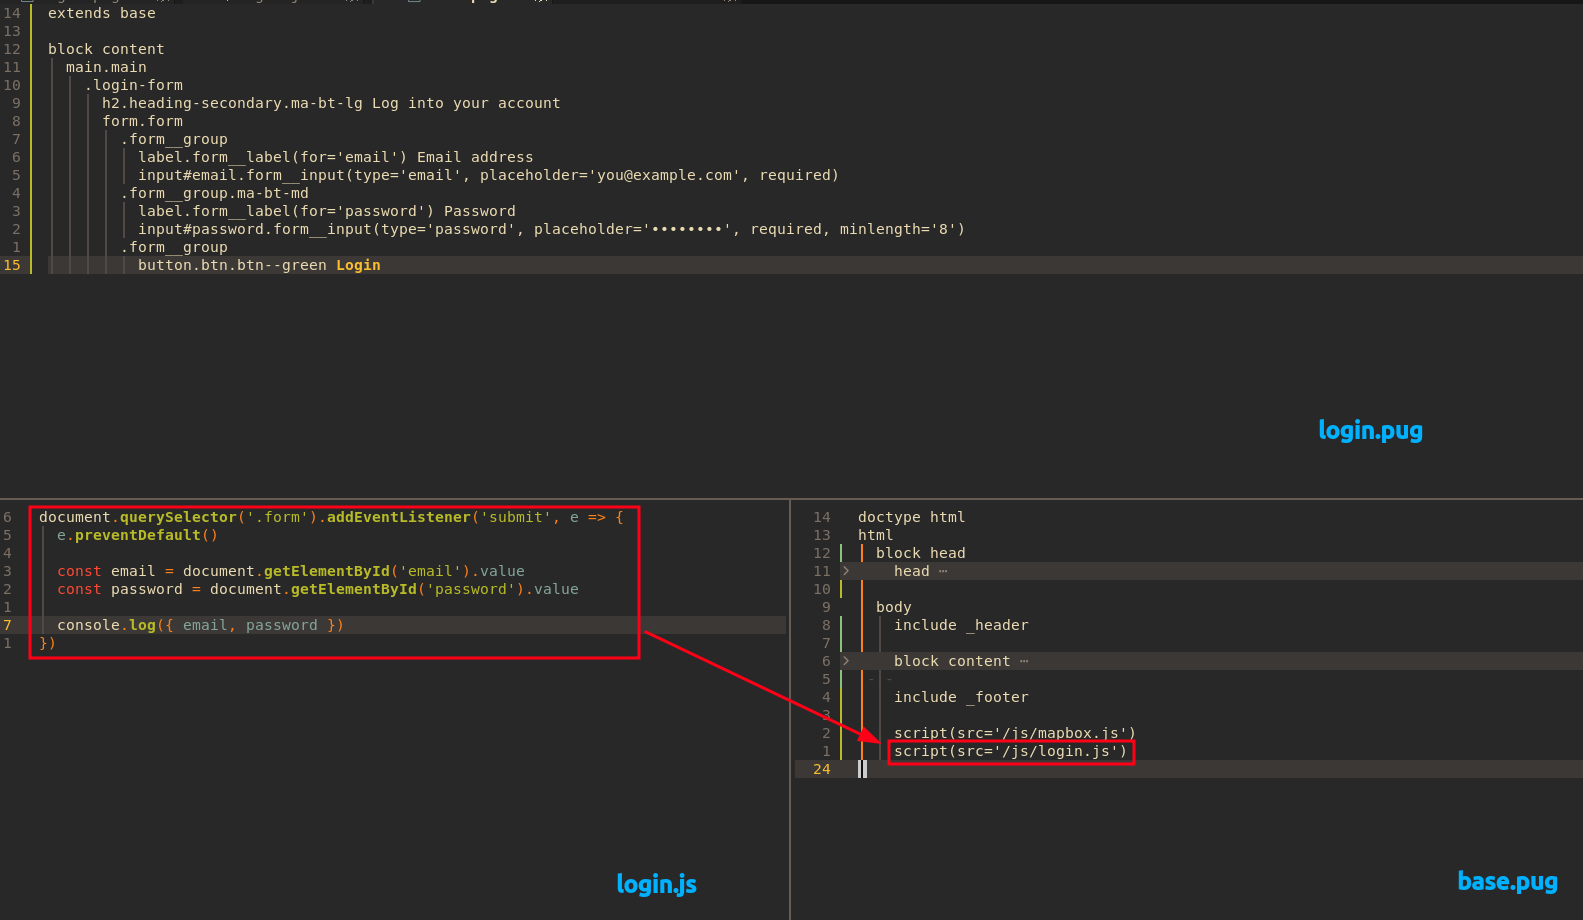 14 extends base
13
12 block content
11 main.main
10 .login-form
9 h2.heading-secondary.ma-bt-lg Log into your account
8 form.form
7 .form__group
6 label.form__label(for='email') Email address
5 input#email.form__input(type='email', placeholder='you@example.com', required)
4 .form__group.ma-bt-md
3 label.form__label(for='password') Password
2 input#password.form__input(type='password', placeholder='••••••••', required, minlength='8')
1 .form__group
15 button.btn.btn--green Login
login.pug
6 document.querySelector('.form').addEventListener('submit', e => {
5 e.preventDefault()
4
3 const email = document.getElementById('email').value
2 const password = document.getElementById('password').value
1
7 console.log({ email, password })
1 })
login.js
14 doctype html
13 html
12 block head
11 head ⋯
10
9 body
8 include _header
7
6 block content ⋯
5 - -
4 include _footer
3
2 script(src='/js/mapbox.js')
1 script(src='/js/login.js')
24
base.pug